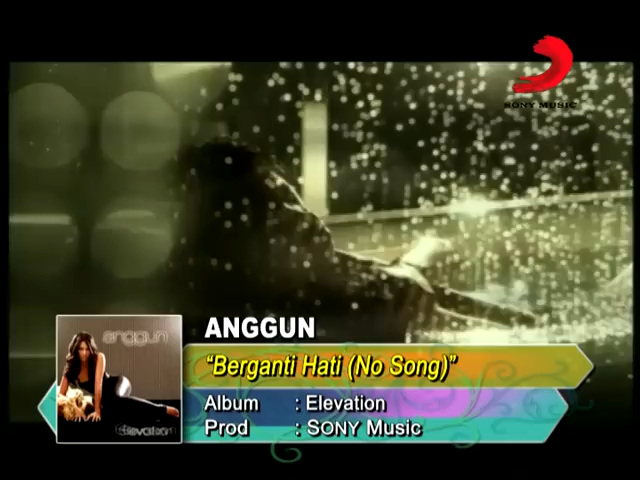 SONY MUSIC
anggun
Elevation
ANGGUN
"Berganti Hati (No Song)"
Album : Elevation
Prod : SONY Music